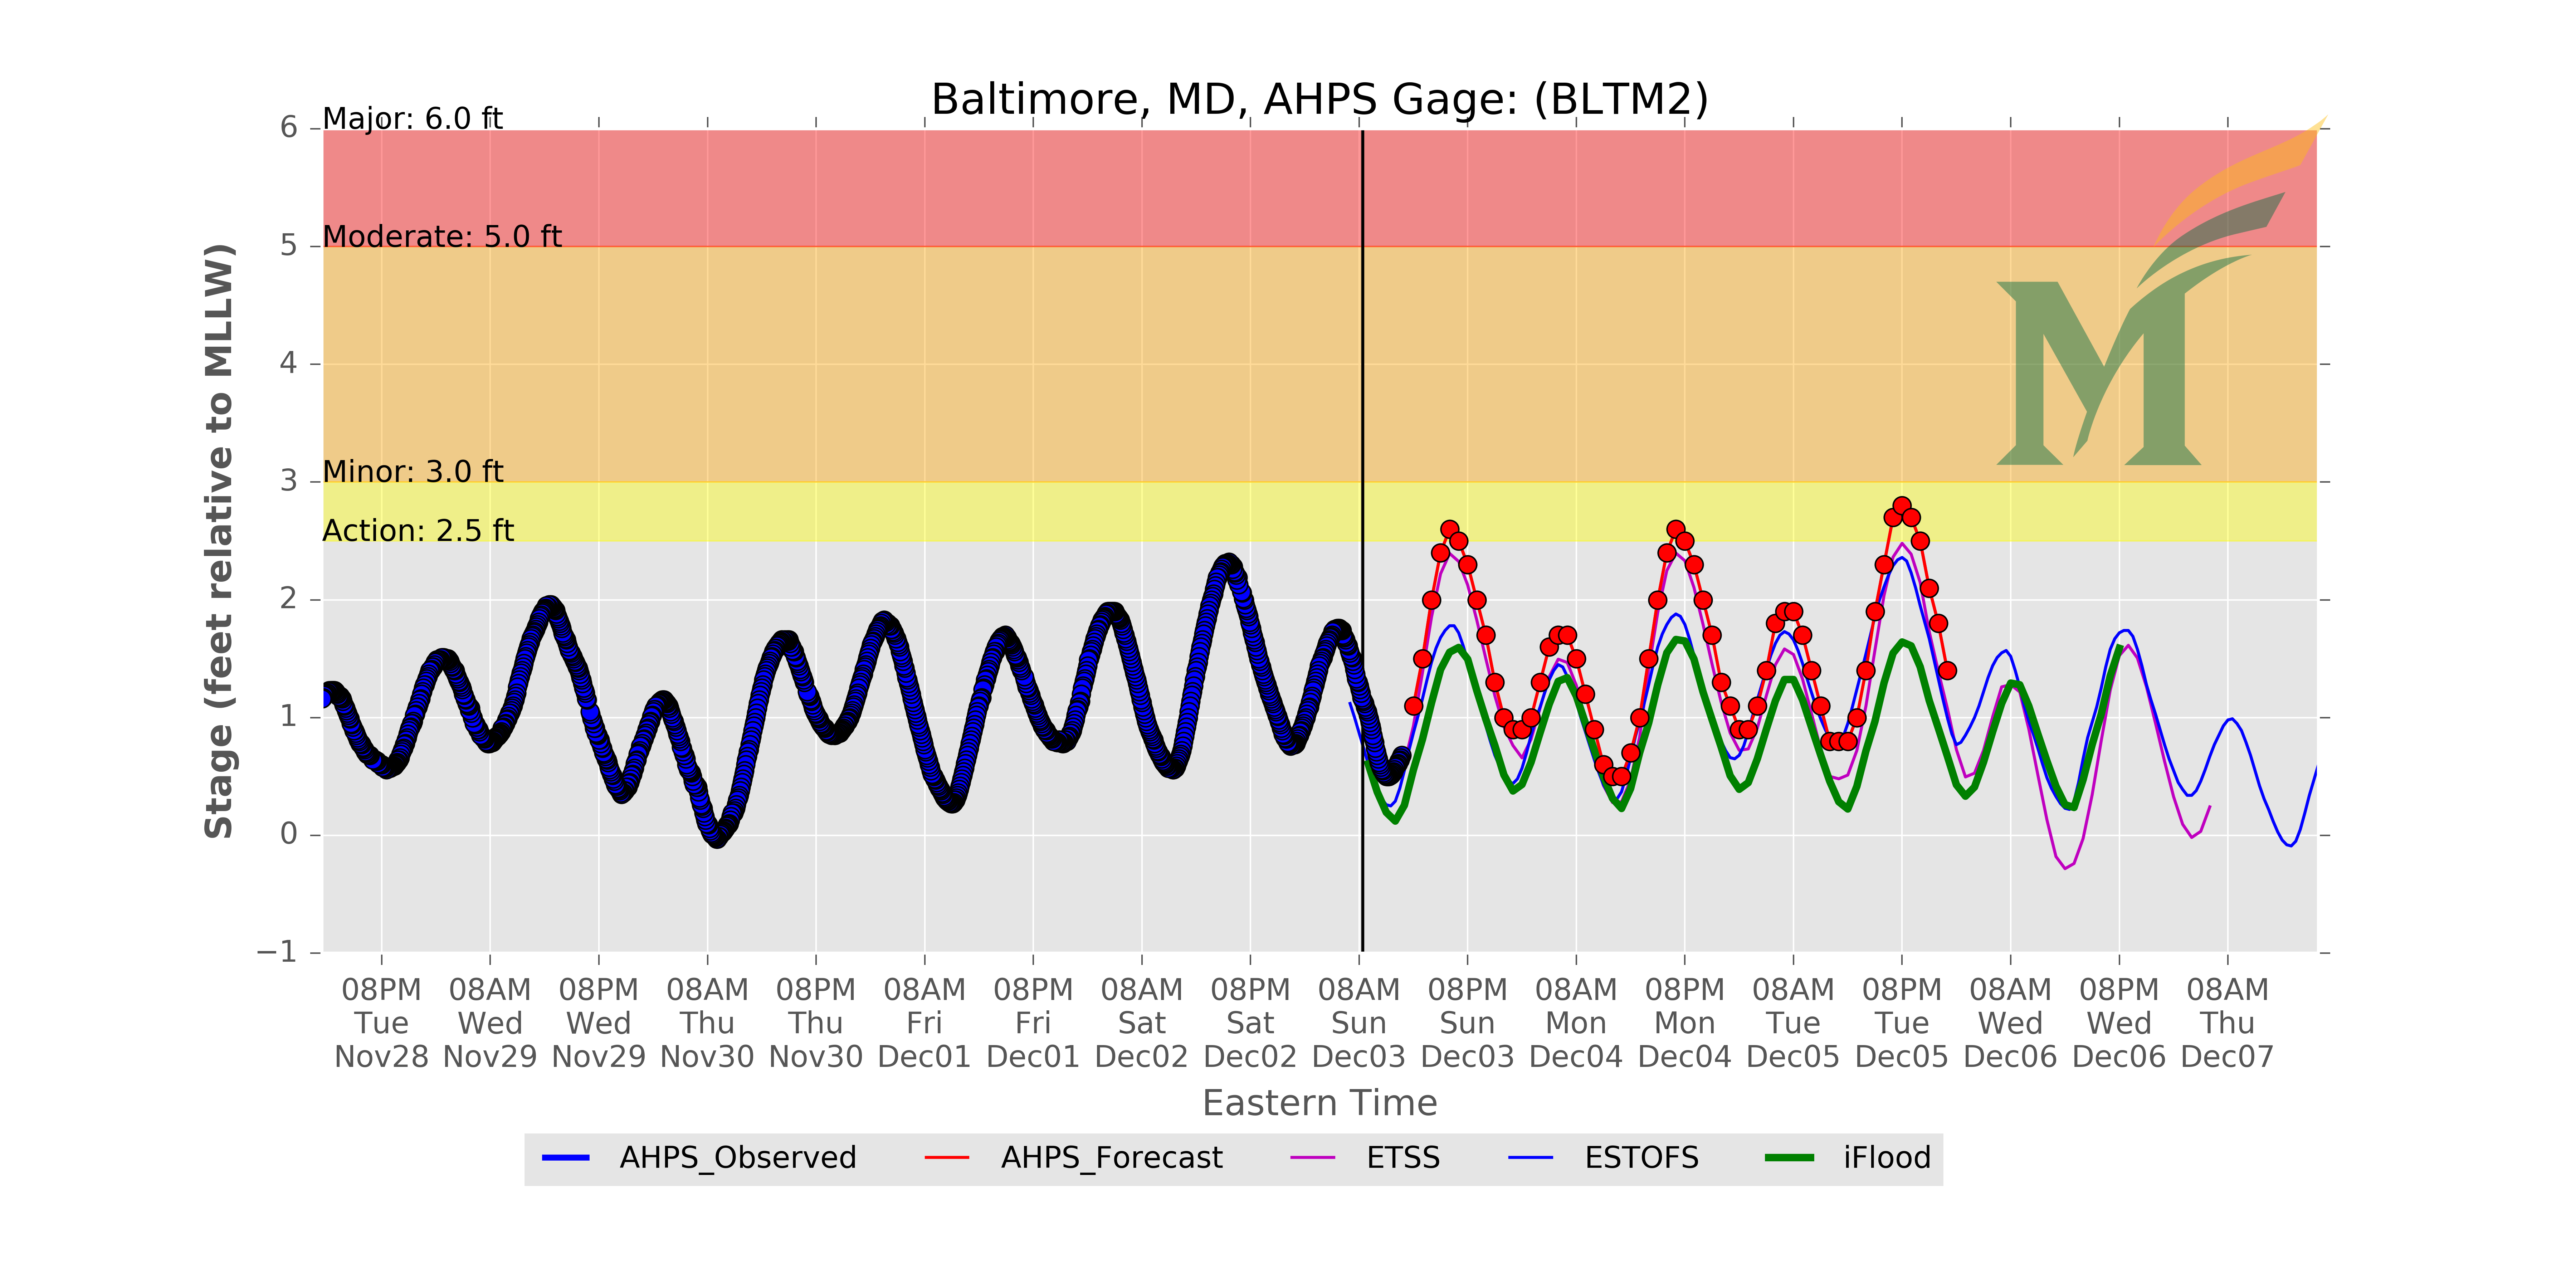 Baltimore, MD, AHPS Gage: (BLTM2)
Major: 6.0 ft
Moderate: 5.0 ft
Minor: 3.0 ft
Action: 2.5 ft
6
5
4
3
2
1
0
−1
Stage (feet relative to MLLW)
08PM 08AM 08PM 08AM 08PM 08AM 08PM 08AM 08PM 08AM 08PM 08AM 08PM 08AM 08PM 08AM 08PM 08AM
Tue Wed Wed Thu Thu Fri Fri Sat Sat Sun Sun Mon Mon Tue Tue Wed Wed Thu
Nov28 Nov29 Nov29 Nov30 Nov30 Dec01 Dec01 Dec02 Dec02 Dec03 Dec03 Dec04 Dec04 Dec05 Dec05 Dec06 Dec06 Dec07
Eastern Time
AHPS_Observed AHPS_Forecast ETSS ESTOFS iFlood
M